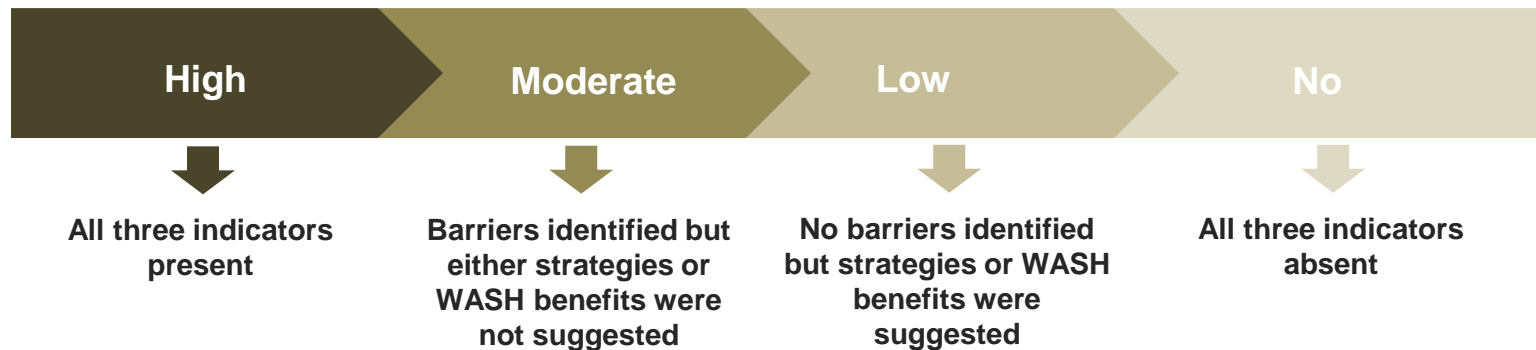 High
Moderate
Low
No
All three indicators
present
Barriers identified but
either strategies or
WASH benefits were
not suggested
No barriers identified
but strategies or WASH
benefits were
suggested
All three indicators
absent